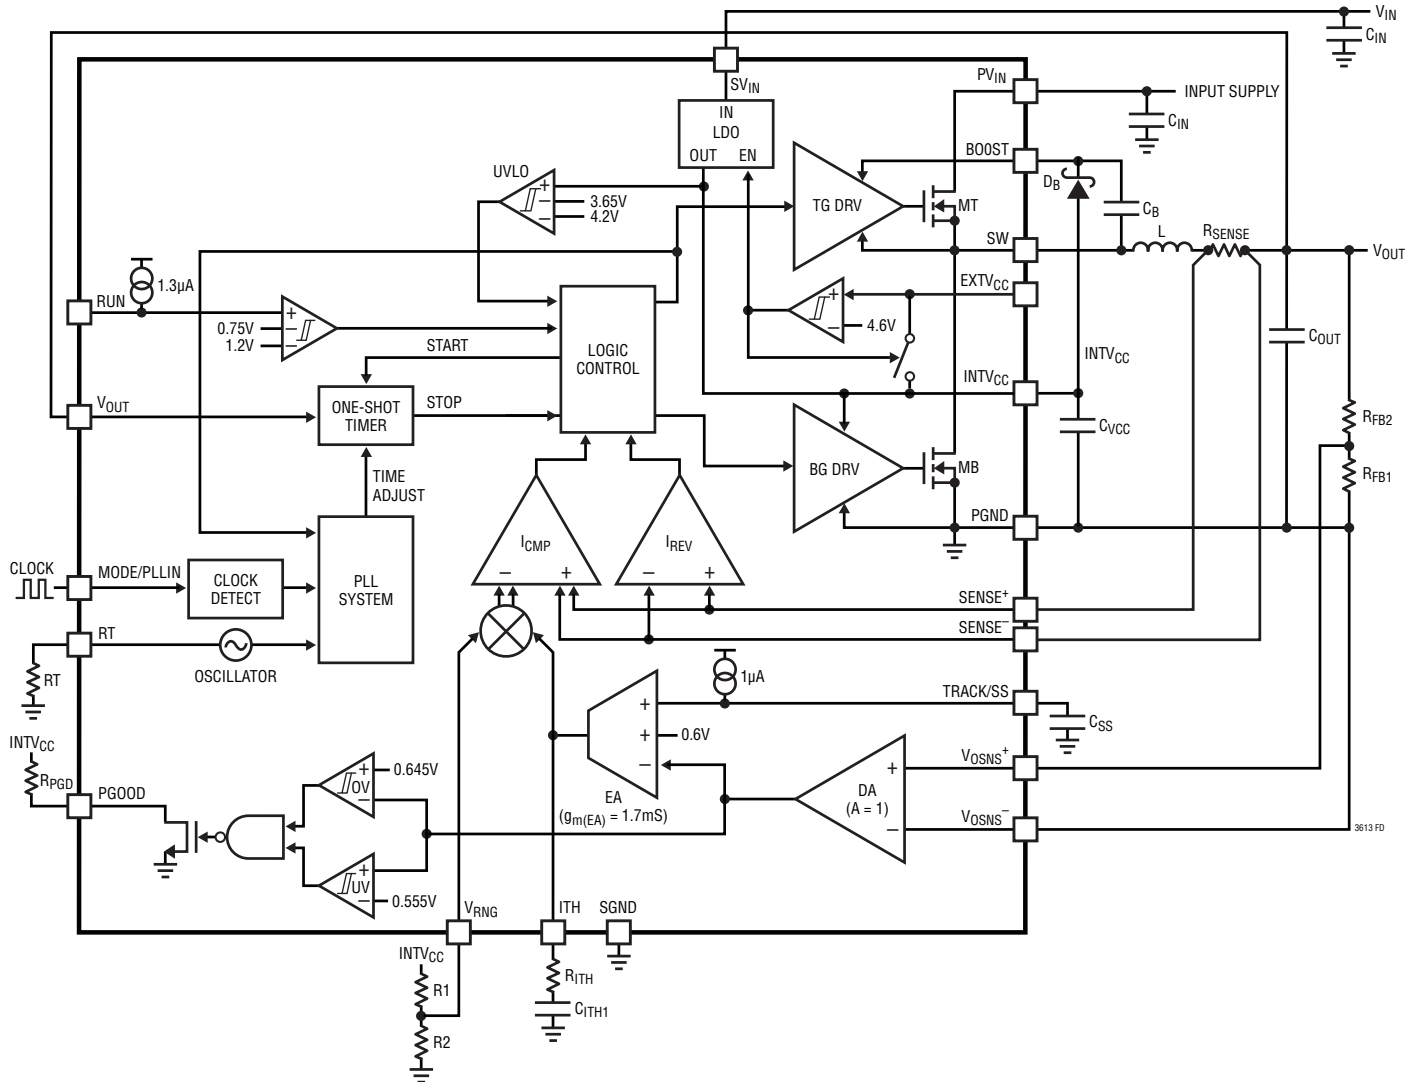 VIN
CIN
SVIN
PVIN
INPUT SUPPLY
CIN
IN
LDO
OUT EN
BOOST
DB
CB
UVLO
+
−
−
3.65V
4.2V
TG DRV
MT
SW
L
RSENSE
VOUT
1.3µA
RUN
EXTVCC
+
−
4.6V
0.75V
1.2V
+
−
−
START
LOGIC
CONTROL
INTVCC
COUT
INTVCC
VOUT
ONE-SHOT
TIMER
STOP
CVCC
RFB2
TIME
ADJUST
BG DRV
MB
RFB1
PGND
ICMP
− +
IREV
− +
CLOCK
MODE/PLLIN
CLOCK
DETECT
PLL
SYSTEM
SENSE+
SENSE−
RT
RT
OSCILLATOR
1µA
TRACK/SS
CSS
+
+
−
0.6V
EA
(gm(EA) = 1.7mS)
DA
(A = 1)
+
−
VOSNS+
VOSNS−
INTVCC
RPGD
PGOOD
+
OV
−
0.645V
+
UV
−
0.555V
3613 FD
VRNG
ITH
SGND
INTVCC
R1
R2
RITH
CITH1